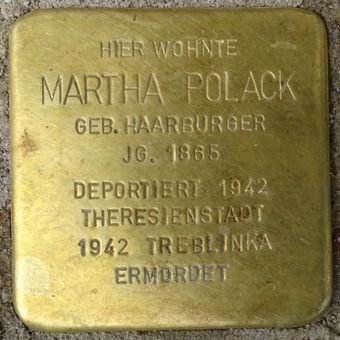 HIER WOHNTE
MARTHA POLACK
GEB. HAARBURGER
JG. 1865
DEPORTIERT 1942
THERESIENSTADT
1942 TREBLINKA
ERMORDET